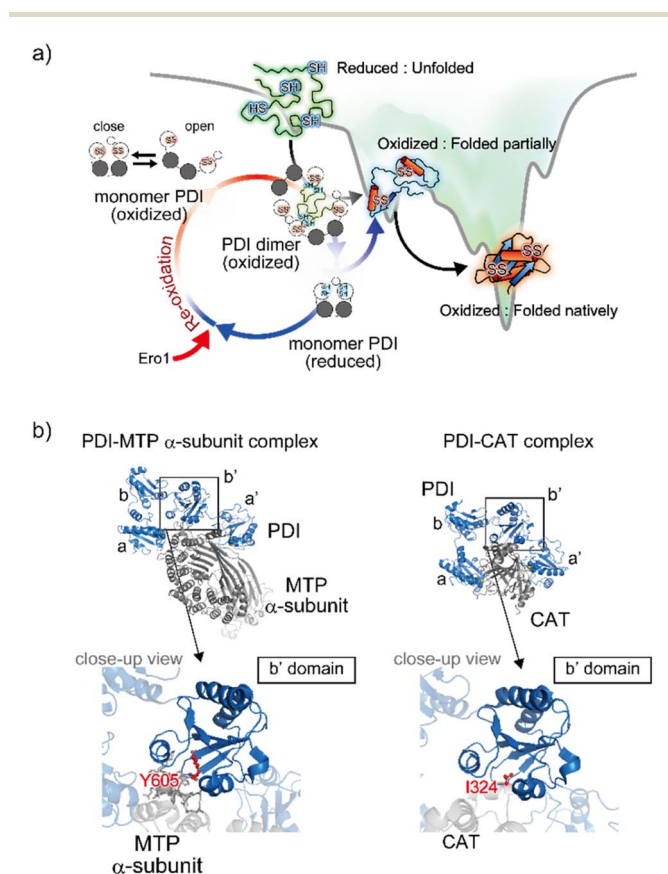 a)
SH
Reduced : Unfolded
SH
HS
SH
close
open
SS SS
SS
SS
monomer PDI
(oxidized)
Oxidized : Folded partially
SS
SS
SS
SS
PDI dimer
(oxidized)
SS
SS
Oxidized : Folded natively
Re-oxidation
monomer PDI
(reduced)
Ero1
b)
PDI-MTP α-subunit complex
PDI-CAT complex
b'
b
a'
a
PDI
MTP
α-subunit
b'
PDI
b
a'
a
CAT
close-up view
b' domain
Y605
MTP
α-subunit
close-up view
b' domain
I324
CAT